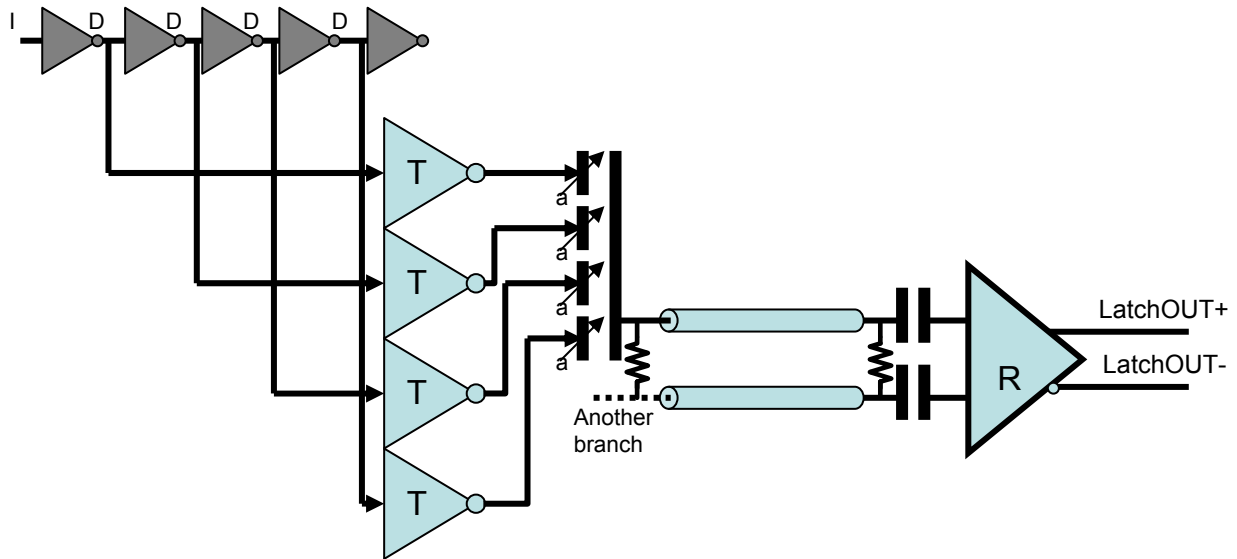 I D D D D
T
a
T
a
T
a
T
a
Another
branch
R
LatchOUT+
LatchOUT-